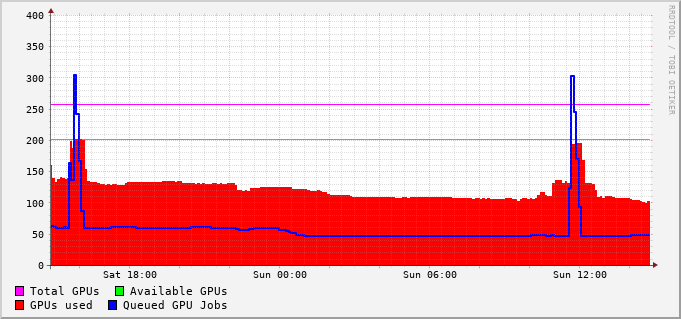 RRDTOOL / TOBI OETIKER
400
350
300
250
200
150
100
50
0
Sat 18:00 Sun 00:00 Sun 06:00 Sun 12:00
Total GPUs Available GPUs
GPUs used Queued GPU Jobs